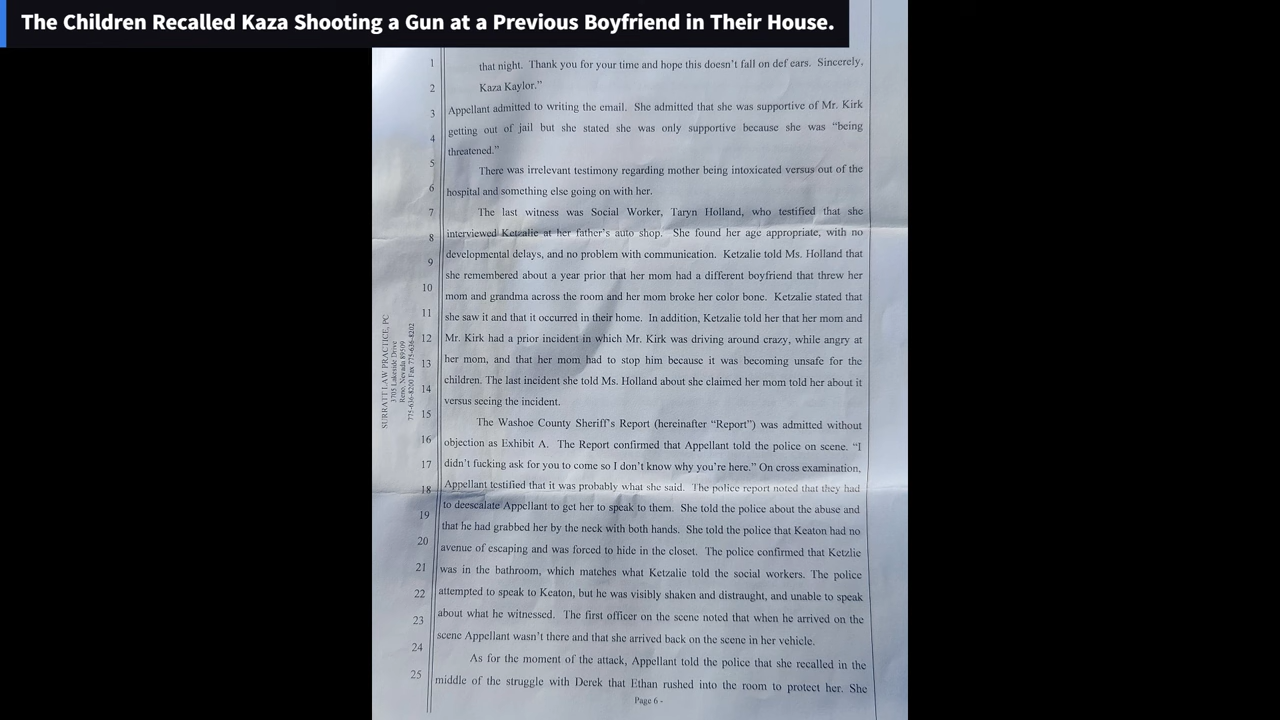 The Children Recalled Kaza Shooting a Gun at a Previous Boyfriend in Their House.
1 that night. Thank you for your time and hope this doesn't fall on def ears. Sincerely,
2 Kaza Kaylor."
3 Appellant admitted to writing the email. She admitted that she was supportive of Mr. Kirk
4 getting out of jail but she stated she was only supportive because she was "being
threatened."
5 There was irrelevant testimony regarding mother being intoxicated versus out of the
6 hospital and something else going on with her.
7 The last witness was Social Worker, Taryn Holland, who testified that she
8 interviewed Ketzalie at her father's auto shop. She found her age appropriate, with no
9 developmental delays, and no problem with communication. Ketzalie told Ms. Holland that
she remembered about a year prior that her mom had a different boyfriend that threw her
10 mom and grandma across the room and her mom broke her color bone. Ketzalie stated that
11 she saw it and that it occurred in their home. In addition, Ketzalie told her that her mom and
12 Mr. Kirk had a prior incident in which Mr. Kirk was driving around crazy, while angry at
13 her mom, and that her mom had to stop him because it was becoming unsafe for the
14 children. The last incident she told Ms. Holland about she claimed her mom told her about it
versus seeing the incident.
15 The Washoe County Sheriff's Report (hereinafter "Report") was admitted without
16 objection as Exhibit A. The Report confirmed that Appellant told the police on scene. "I
17 didn't fucking ask for you to come so I don't know why you're here." On cross examination,
18 Appellant testified that it was probably what she said. The police report noted that they had
19 to deescalate Appellant to get her to speak to them. She told the police about the abuse and
that he had grabbed her by the neck with both hands. She told the police that Keaton had no
20 avenue of escaping and was forced to hide in the closet. The police confirmed that Ketzlie
21 was in the bathroom, which matches what Ketzalie told the social workers. The police
22 attempted to speak to Keaton, but he was visibly shaken and distraught, and unable to speak
23 about what he witnessed. The first officer on the scene noted that when he arrived on the
24 scene Appellant wasn't there and that she arrived back on the scene in her vehicle.
As for the moment of the attack, Appellant told the police that she recalled in the
25 middle of the struggle with Derek that Ethan rushed into the room to protect her. She
Page 6 -
SURRATT LAW PRACTICE, PC
3705 Lakeside Drive
Reno, Nevada 89509
775-636-8200 Fax 775-636-8202